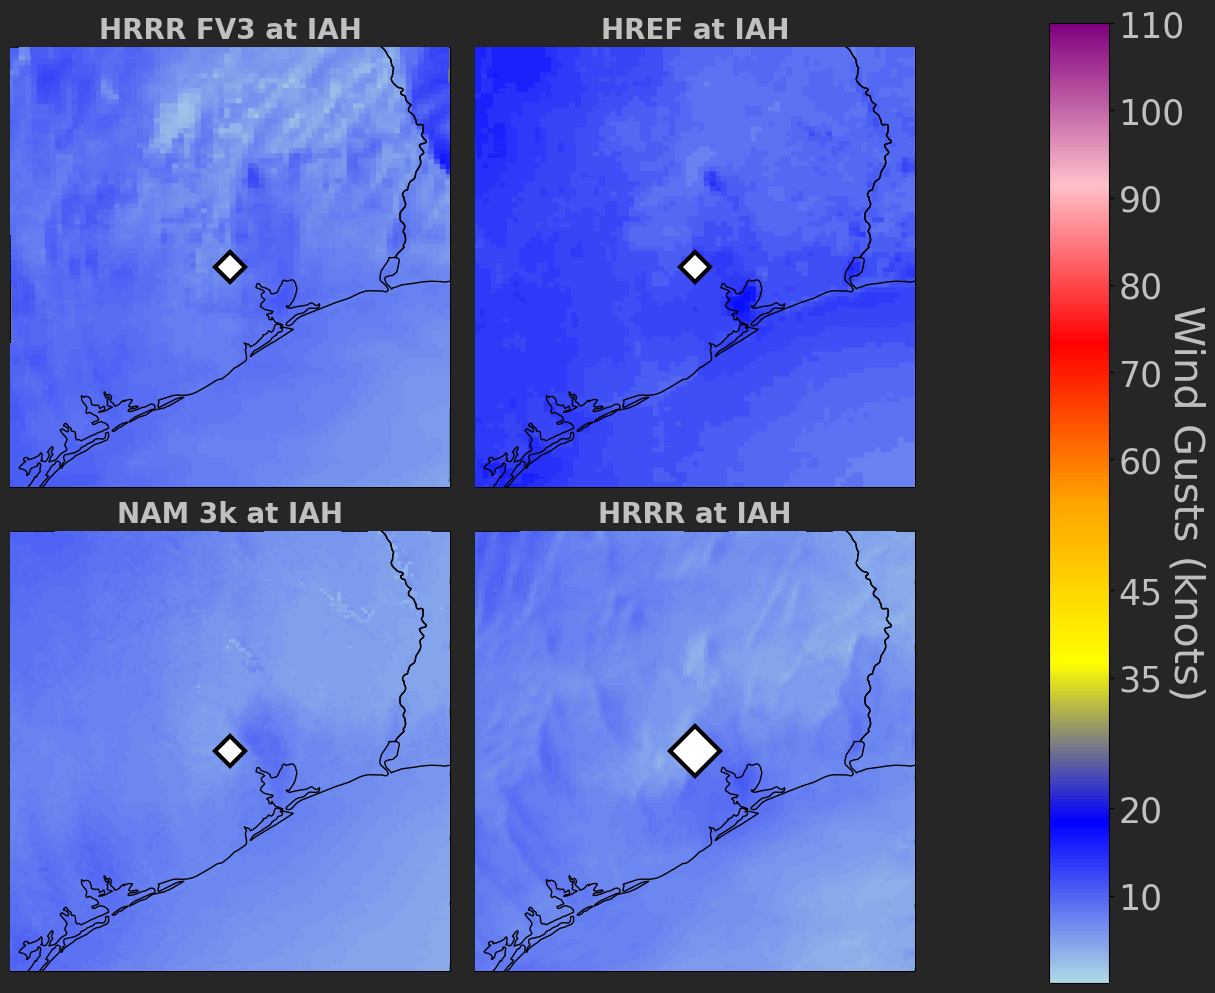 HRRR FV3 at IAH
HREF at IAH
NAM 3k at IAH
HRRR at IAH
110
100
90
80
70
60
45
35
20
10
Wind Gusts (knots)